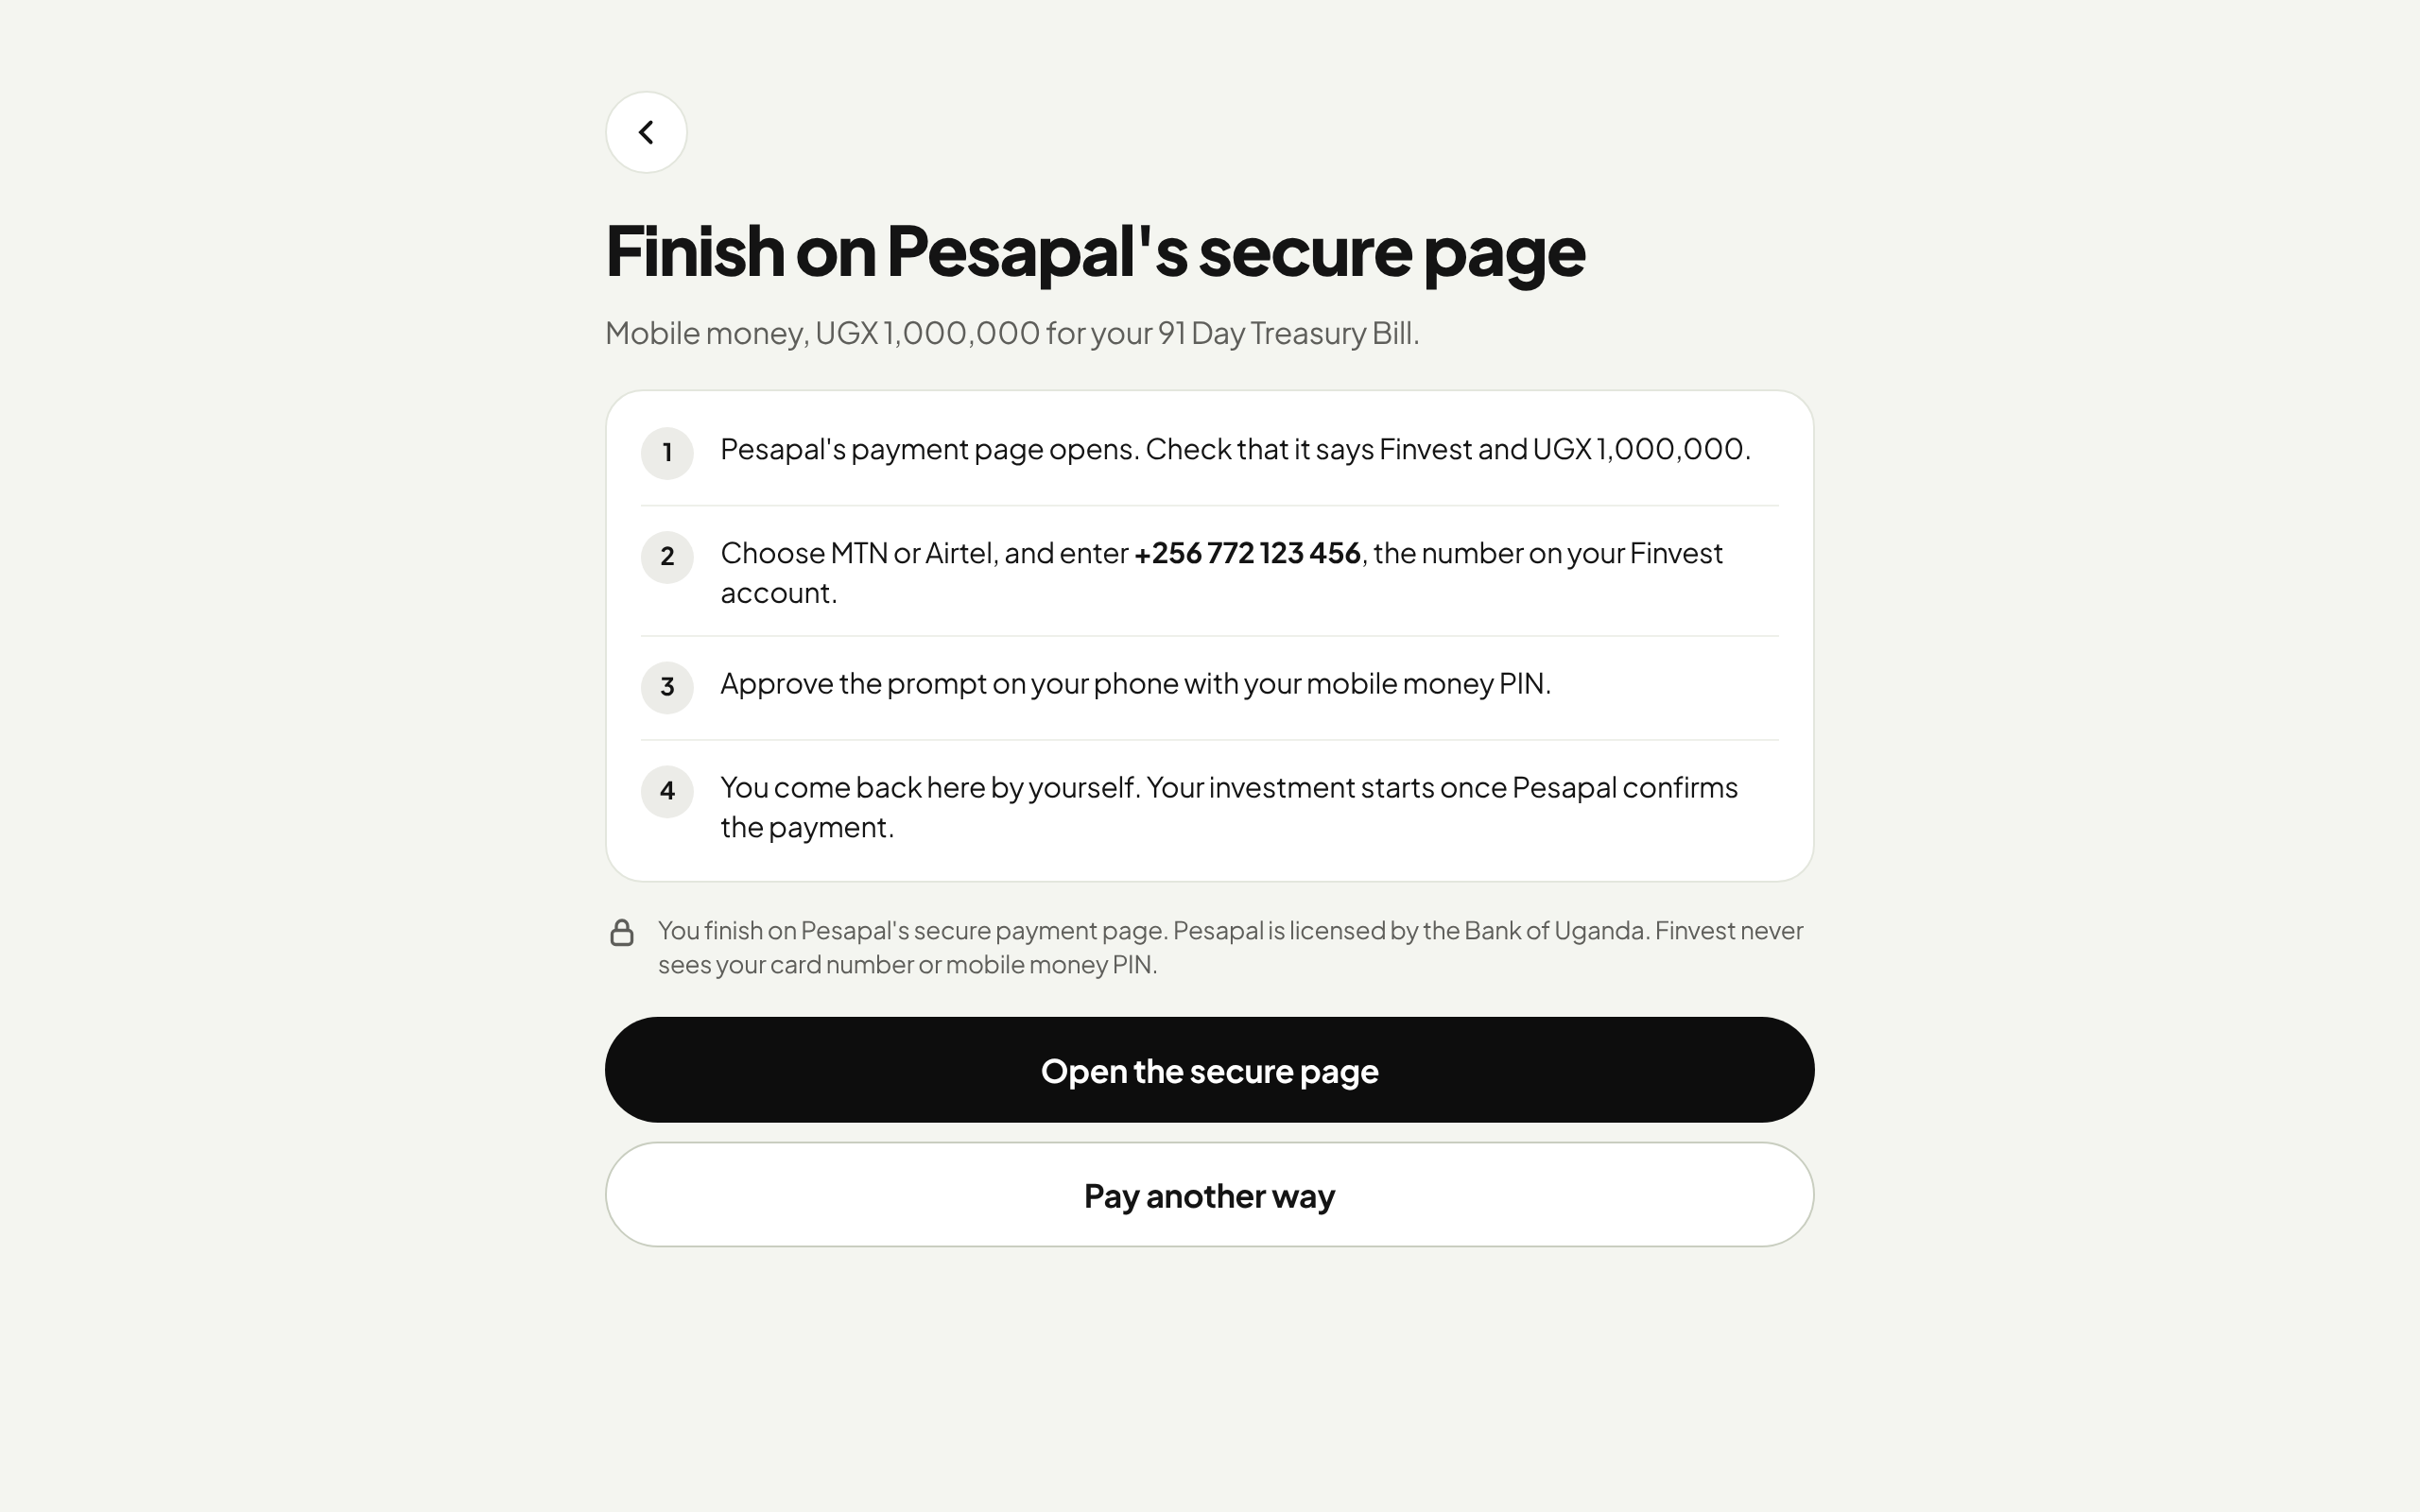 Finish on Pesapal's secure page
Mobile money, UGX 1,000,000 for your 91 Day Treasury Bill.
1
Pesapal's payment page opens. Check that it says Finvest and UGX 1,000,000.
2
Choose MTN or Airtel, and enter +256 772 123 456, the number on your Finvest
account.
3
Approve the prompt on your phone with your mobile money PIN.
4
You come back here by yourself. Your investment starts once Pesapal confirms
the payment.
You finish on Pesapal's secure payment page. Pesapal is licensed by the Bank of Uganda. Finvest never
sees your card number or mobile money PIN.
Open the secure page
Pay another way